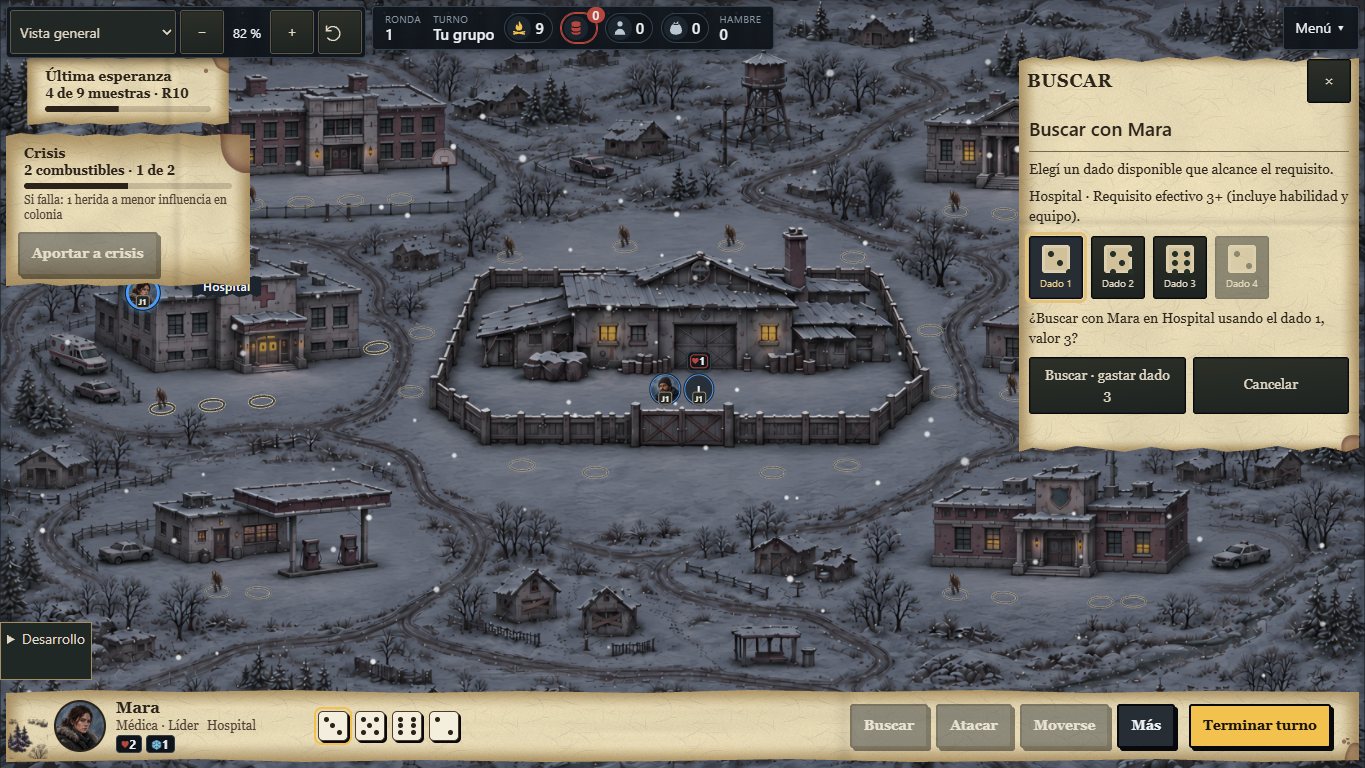 Vista general
−
82 %
+
RONDA
1
TURNO
Tu grupo
9
0
0
0
HAMBRE
0
Menú ▾
Última esperanza
4 de 9 muestras · R10
Crisis
2 combustibles · 1 de 2
Si falla: 1 herida a menor influencia en
colonia
Aportar a crisis
Hospital
J1
1
J1
J1
BUSCAR
×
Buscar con Mara
Elegí un dado disponible que alcance el requisito.
Hospital · Requisito efectivo 3+ (incluye habilidad y
equipo).
Dado 1
Dado 2
Dado 3
Dado 4
¿Buscar con Mara en Hospital usando el dado 1,
valor 3?
Buscar · gastar dado
3
Cancelar
▶ Desarrollo
Mara
Médica · Líder Hospital
2
1
Buscar
Atacar
Moverse
Más
Terminar turno